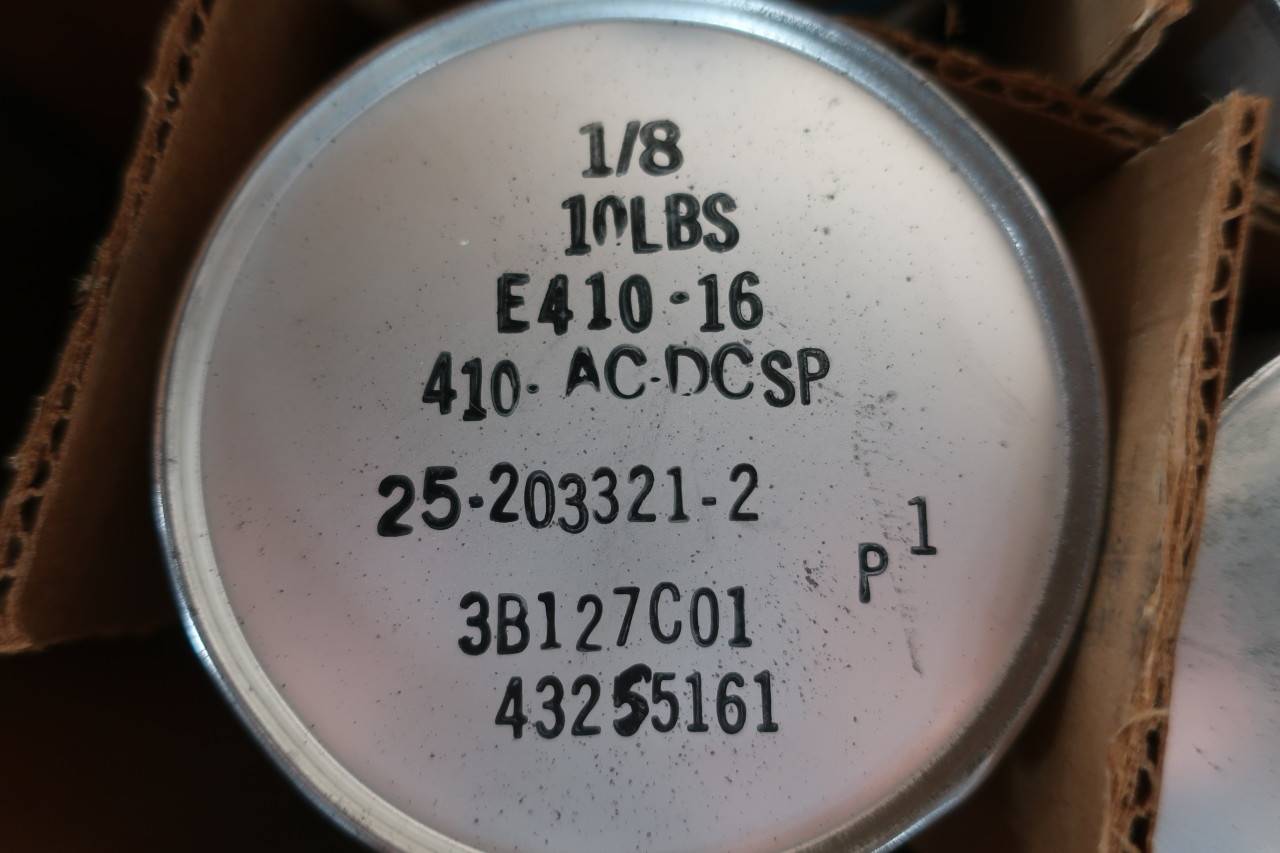 1/8
10LBS
E410-16
410-AC-DCSP
25-203321-2
P1
3B127C01
43255161